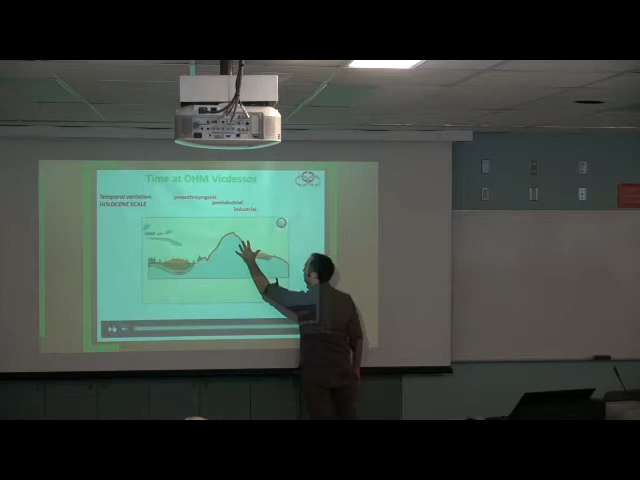 Time at OHM Vicdessos
Temporal variation:
HOLOCENE SCALE
preanthropogenic
preindustrial
industrial